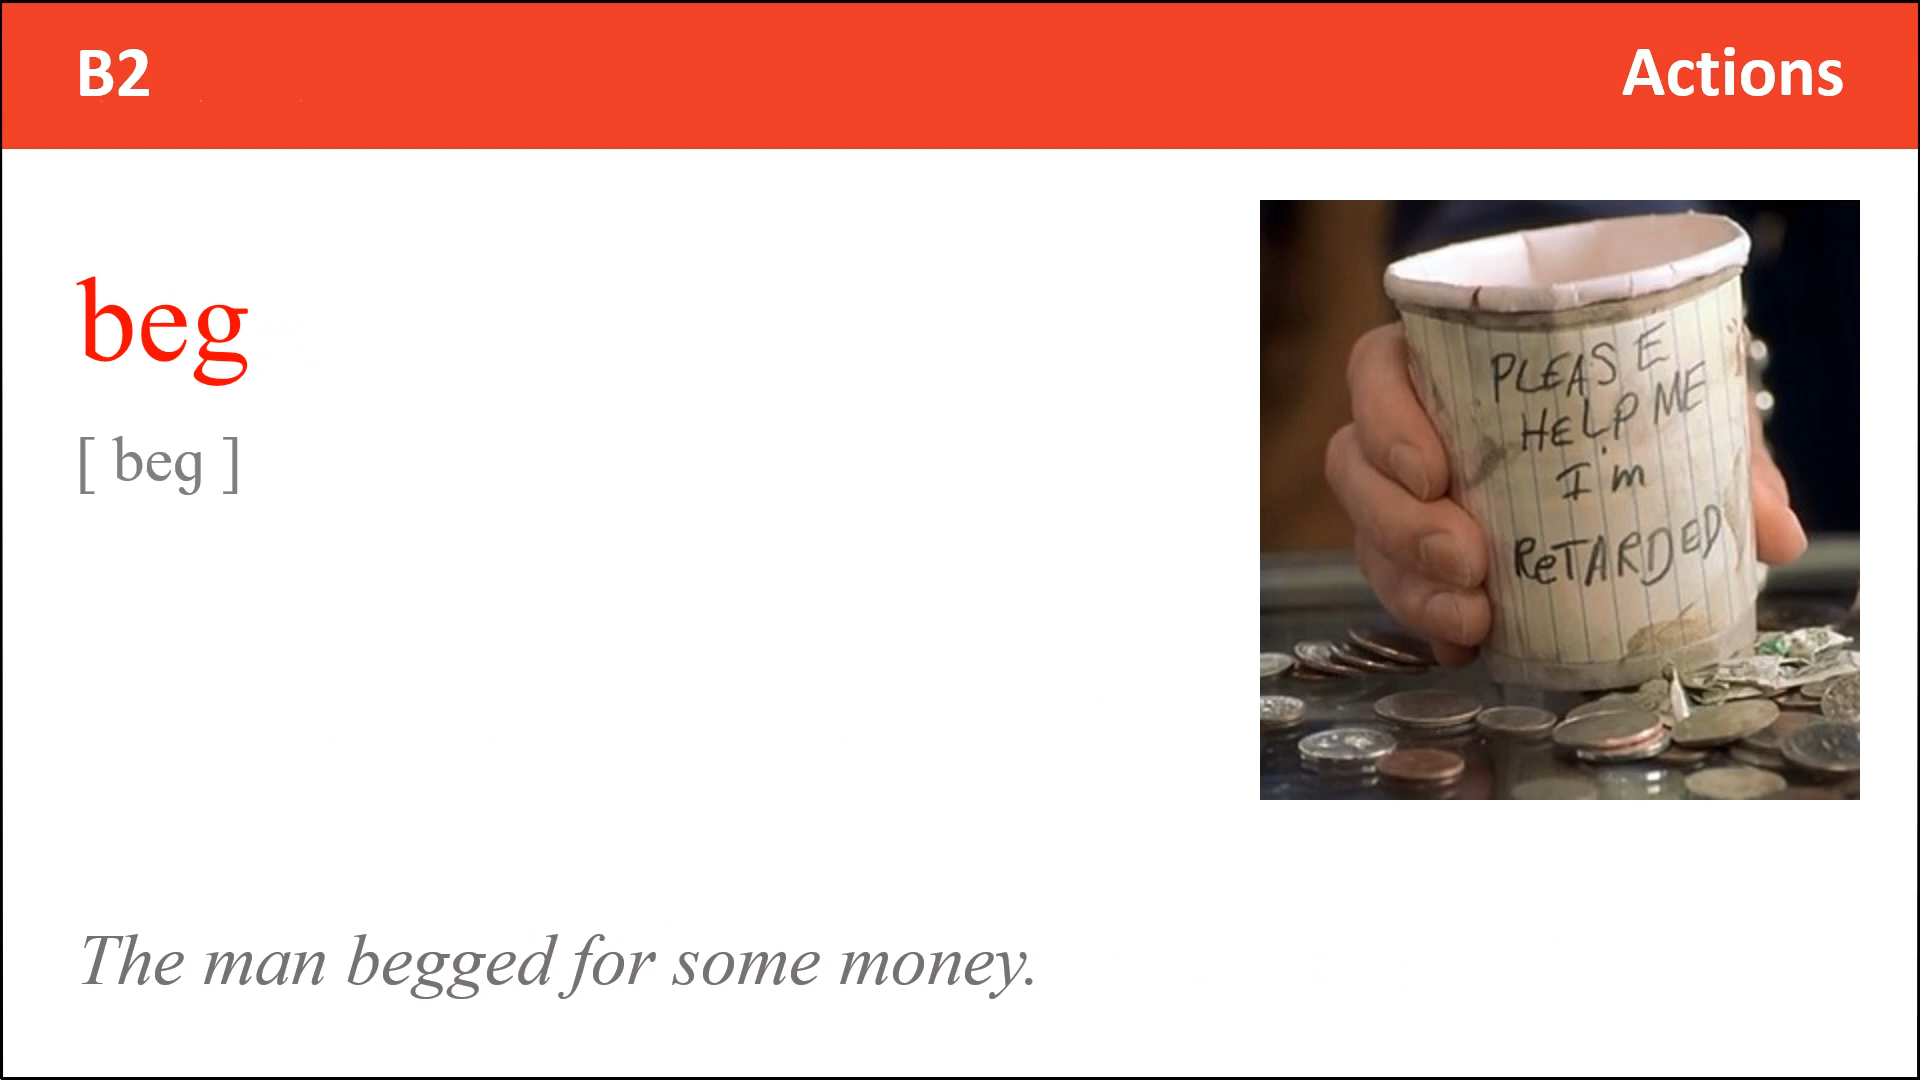 B2
Actions
beg
[ beg ]
PLEASE
HELP ME
I'm
ReTARDED
The man begged for some money.